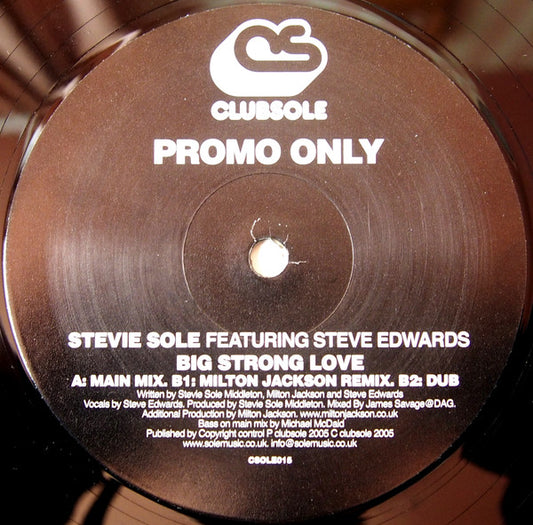 CS
CLUBSOLE
PROMO ONLY
STEVIE SOLE FEATURING STEVE EDWARDS
BIG STRONG LOVE
A: MAIN MIX. B1: MILTON JACKSON REMIX. B2: DUB
Written by Stevie Sole Middleton, Milton Jackson and Steve Edwards
Vocals by Steve Edwards. Produced by Stevie Sole Middleton. Mixed By James Savage@DAG.
Additional Production by Milton Jackson. www.miltonjackson.co.uk
Bass on main mix by Michael McDaid
Published by Copyright control P clubsole 2005 C clubsole 2005
www.solemusic.co.uk. info@solemusic.co.uk
CSOLE015